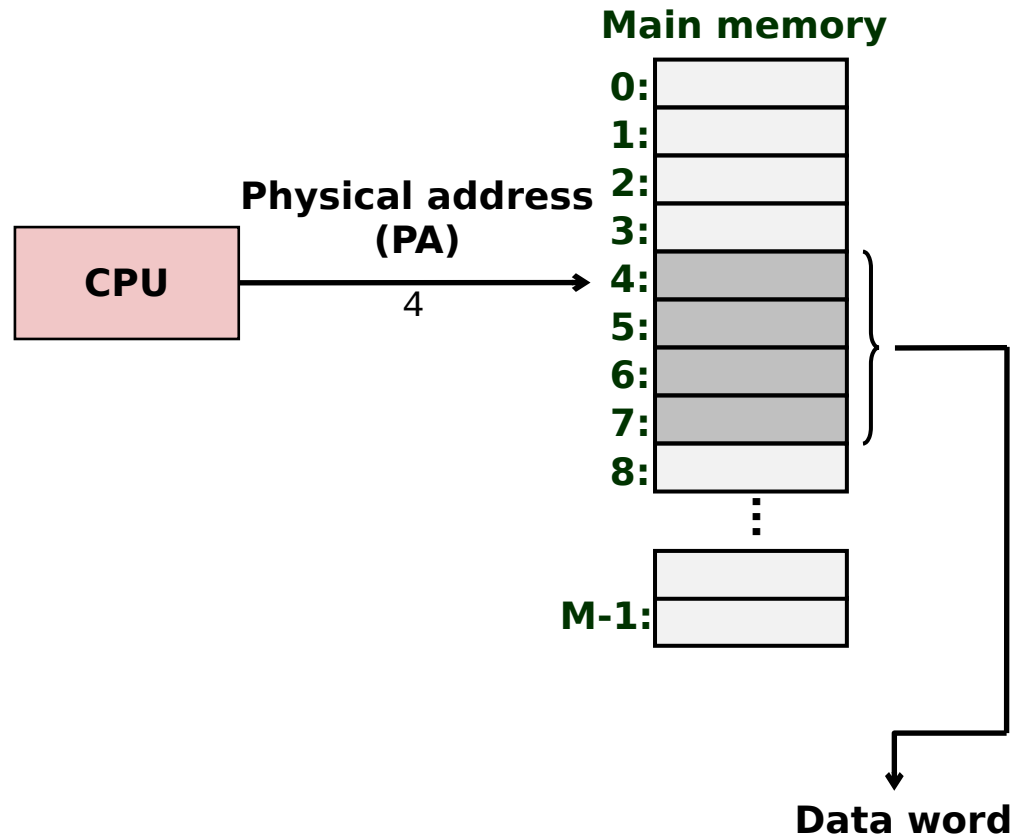 Main memory
0:
1:
2:
Physical address
(PA)
3:
CPU
4
4:
5:
6:
7:
8:
M-1:
Data word